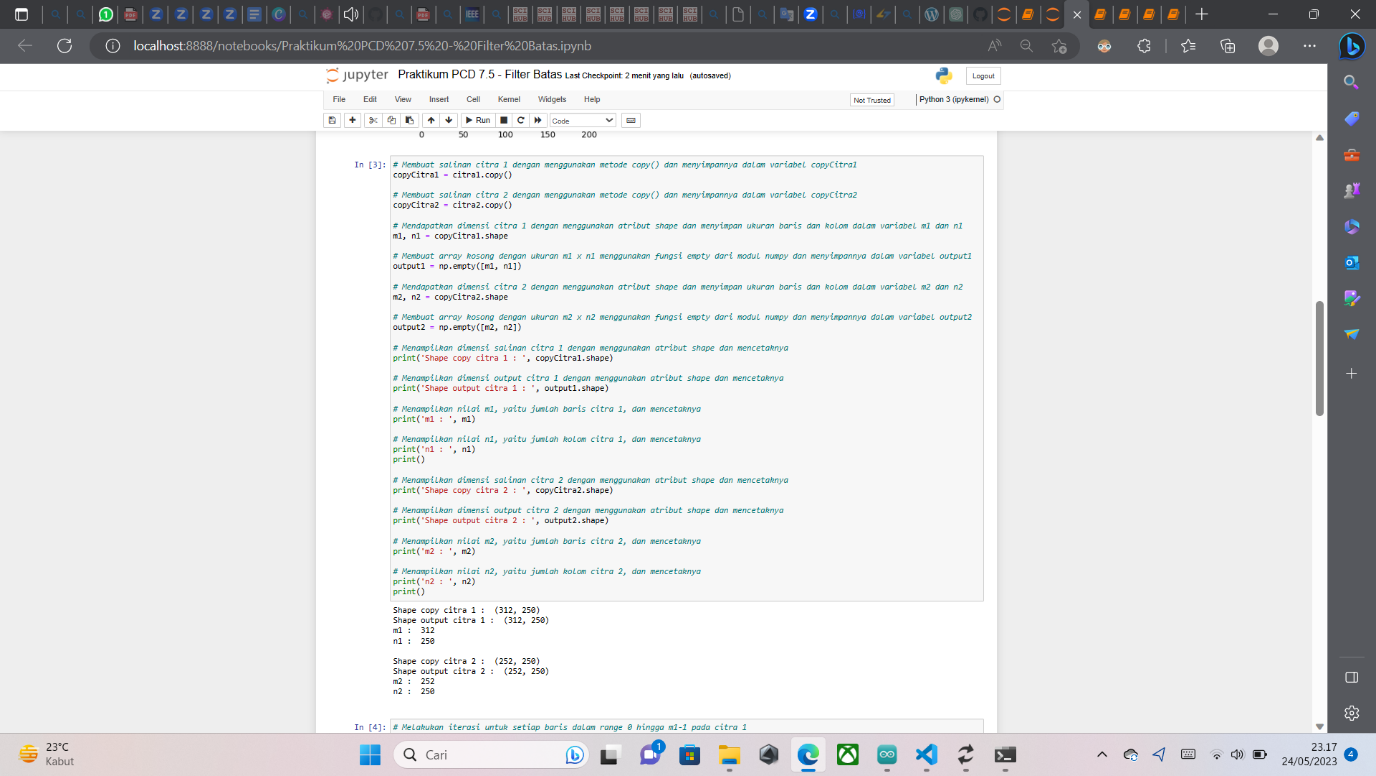 1
localhost:8888/notebooks/Praktikum%20PCD%207.5%20-%20Filter%20Batas.ipynb
jupyter Praktikum PCD 7.5 - Filter Batas Last Checkpoint: 2 menit yang lalu (autosaved)
Logout
File Edit View Insert Cell Kernel Widgets Help
Not Trusted Python 3 (ipykernel)
Run Code
0 50 100 150 200
In [3]: # Membuat salinan citra 1 dengan menggunakan metode copy() dan menyimpannya dalam variabel copyCitra1
copyCitra1 = citra1.copy()
# Membuat salinan citra 2 dengan menggunakan metode copy() dan menyimpannya dalam variabel copyCitra2
copyCitra2 = citra2.copy()
# Mendapatkan dimensi citra 1 dengan menggunakan atribut shape dan menyimpan ukuran baris dan kolom dalam variabel m1 dan n1
m1, n1 = copyCitra1.shape
# Membuat array kosong dengan ukuran m1 x n1 menggunakan fungsi empty dari modul numpy dan menyimpannya dalam variabel output1
output1 = np.empty([m1, n1])
# Mendapatkan dimensi citra 2 dengan menggunakan atribut shape dan menyimpan ukuran baris dan kolom dalam variabel m2 dan n2
m2, n2 = copyCitra2.shape
# Membuat array kosong dengan ukuran m2 x n2 menggunakan fungsi empty dari modul numpy dan menyimpannya dalam variabel output2
output2 = np.empty([m2, n2])
# Menampilkan dimensi salinan citra 1 dengan menggunakan atribut shape dan mencetaknya
print('Shape copy citra 1 : ', copyCitra1.shape)
# Menampilkan dimensi output citra 1 dengan menggunakan atribut shape dan mencetaknya
print('Shape output citra 1 : ', output1.shape)
# Menampilkan nilai m1, yaitu jumlah baris citra 1, dan mencetaknya
print('m1 : ', m1)
# Menampilkan nilai n1, yaitu jumlah kolom citra 1, dan mencetaknya
print('n1 : ', n1)
print()
# Menampilkan dimensi salinan citra 2 dengan menggunakan atribut shape dan mencetaknya
print('Shape copy citra 2 : ', copyCitra2.shape)
# Menampilkan dimensi output citra 2 dengan menggunakan atribut shape dan mencetaknya
print('Shape output citra 2 : ', output2.shape)
# Menampilkan nilai m2, yaitu jumlah baris citra 2, dan mencetaknya
print('m2 : ', m2)
# Menampilkan nilai n2, yaitu jumlah kolom citra 2, dan mencetaknya
print('n2 : ', n2)
print()
Shape copy citra 1 :  (312, 250)
Shape output citra 1 :  (312, 250)
m1 :  312
n1 :  250
Shape copy citra 2 :  (252, 250)
Shape output citra 2 :  (252, 250)
m2 :  252
n2 :  250
In [4]: # Melakukan iterasi untuk setiap baris dalam range 0 hingga m1-1 pada citra 1
23°C
Kabut
Cari
1
23.17
24/05/2023
4